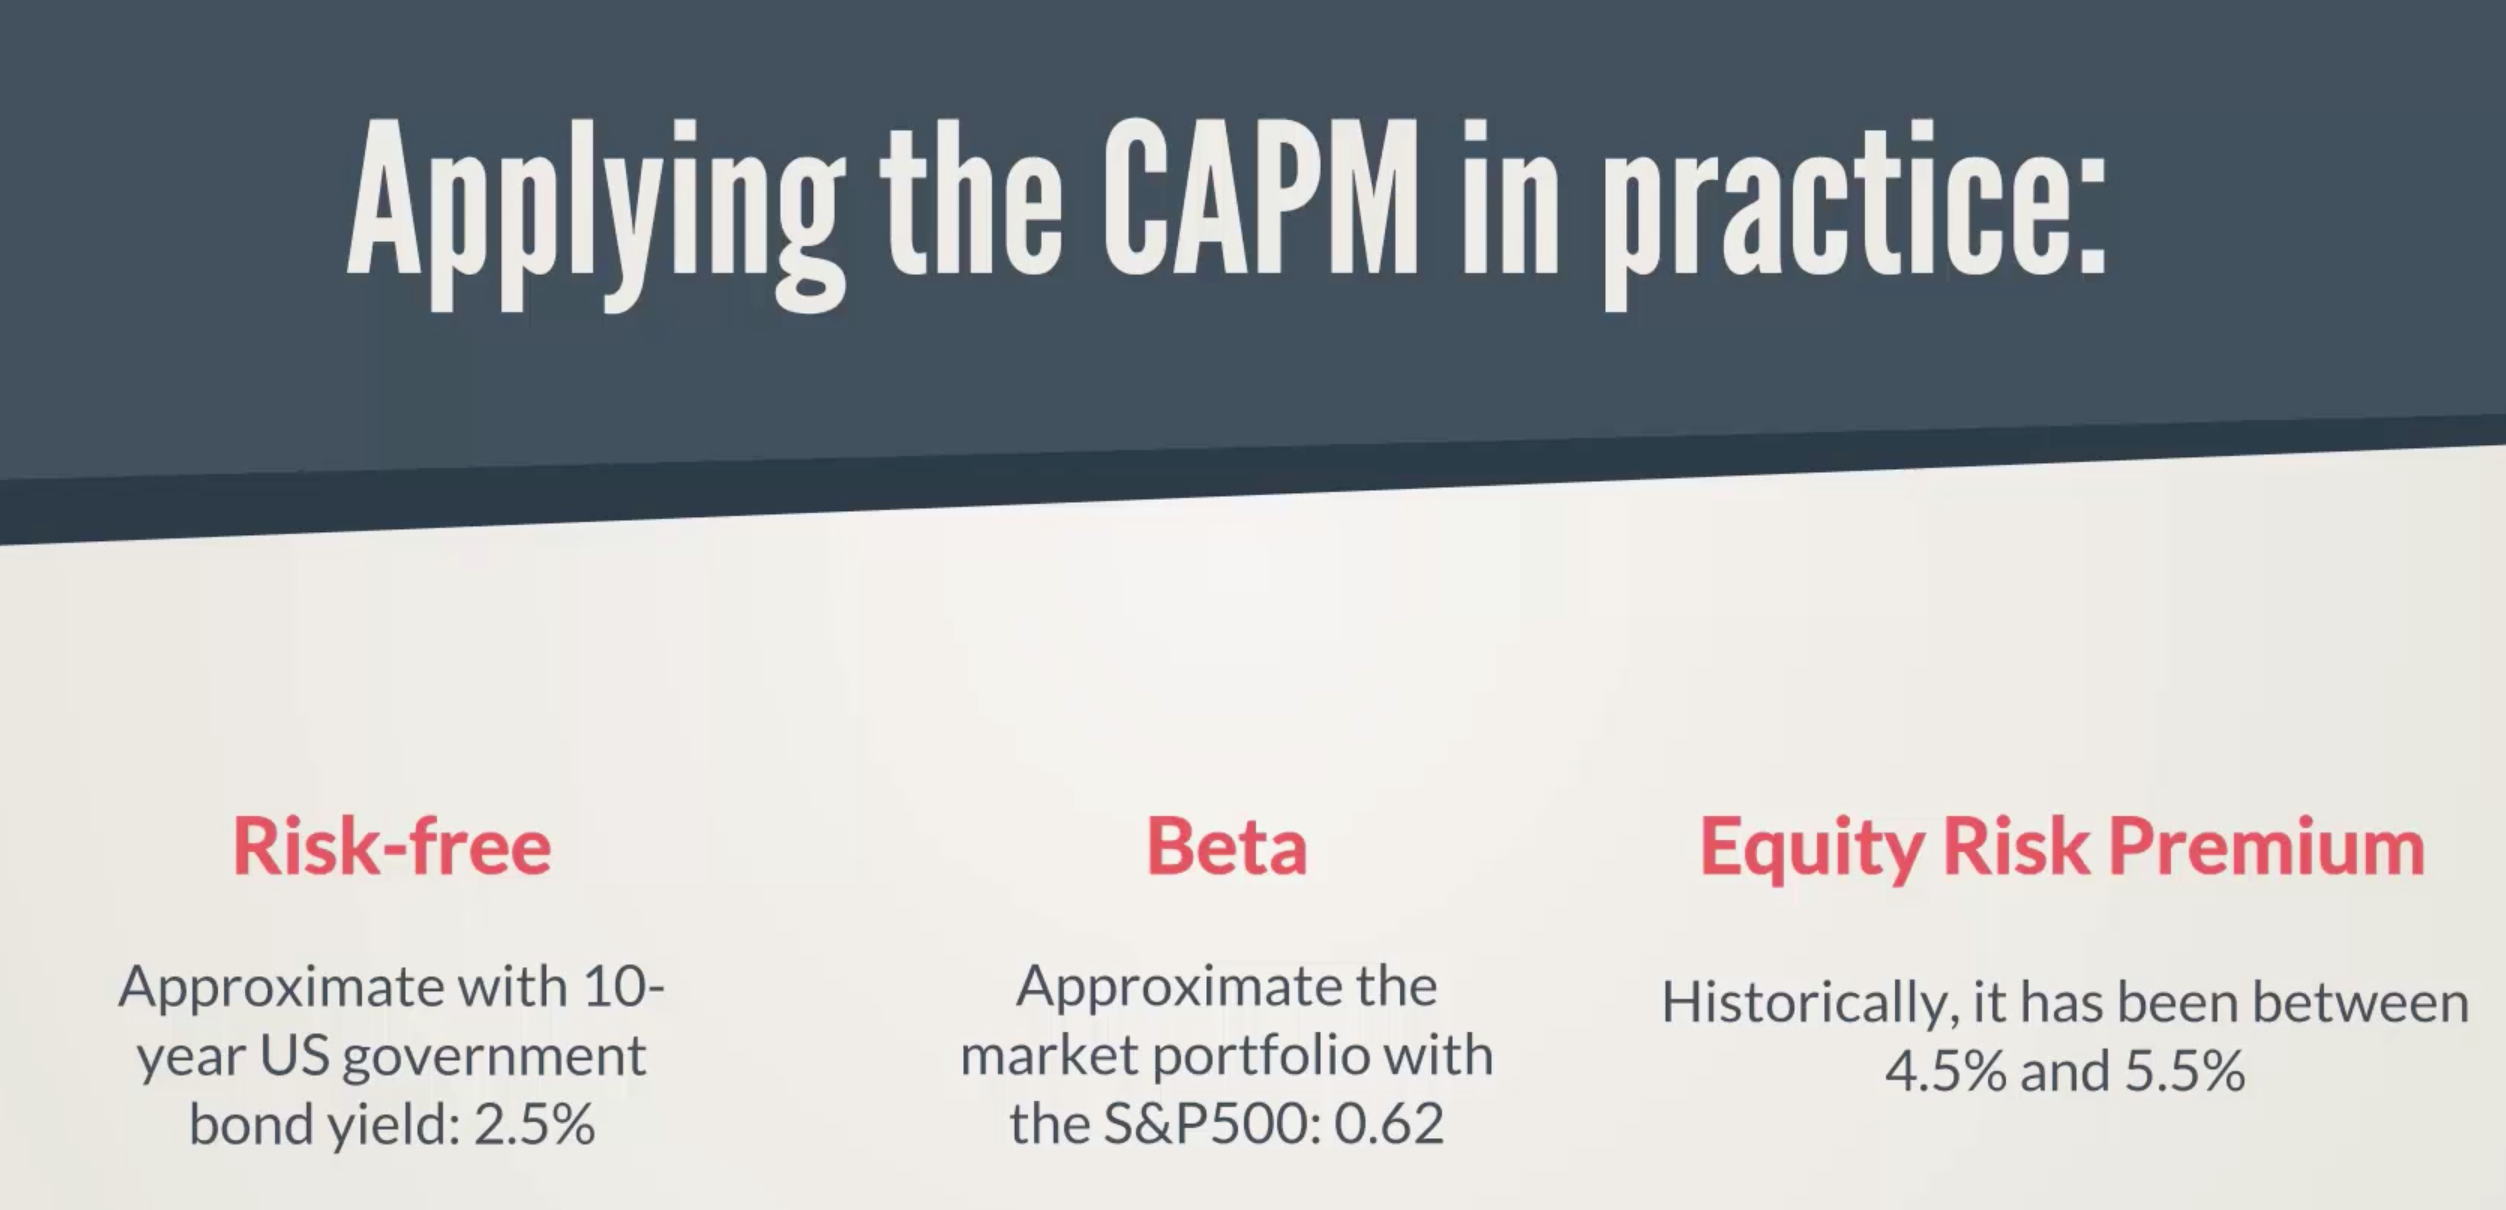 Applying the CAPM in practice:
Risk-free
Approximate with 10-
year US government
bond yield: 2.5%
Beta
Approximate the
market portfolio with
the S&P500: 0.62
Equity Risk Premium
Historically, it has been between
4.5% and 5.5%